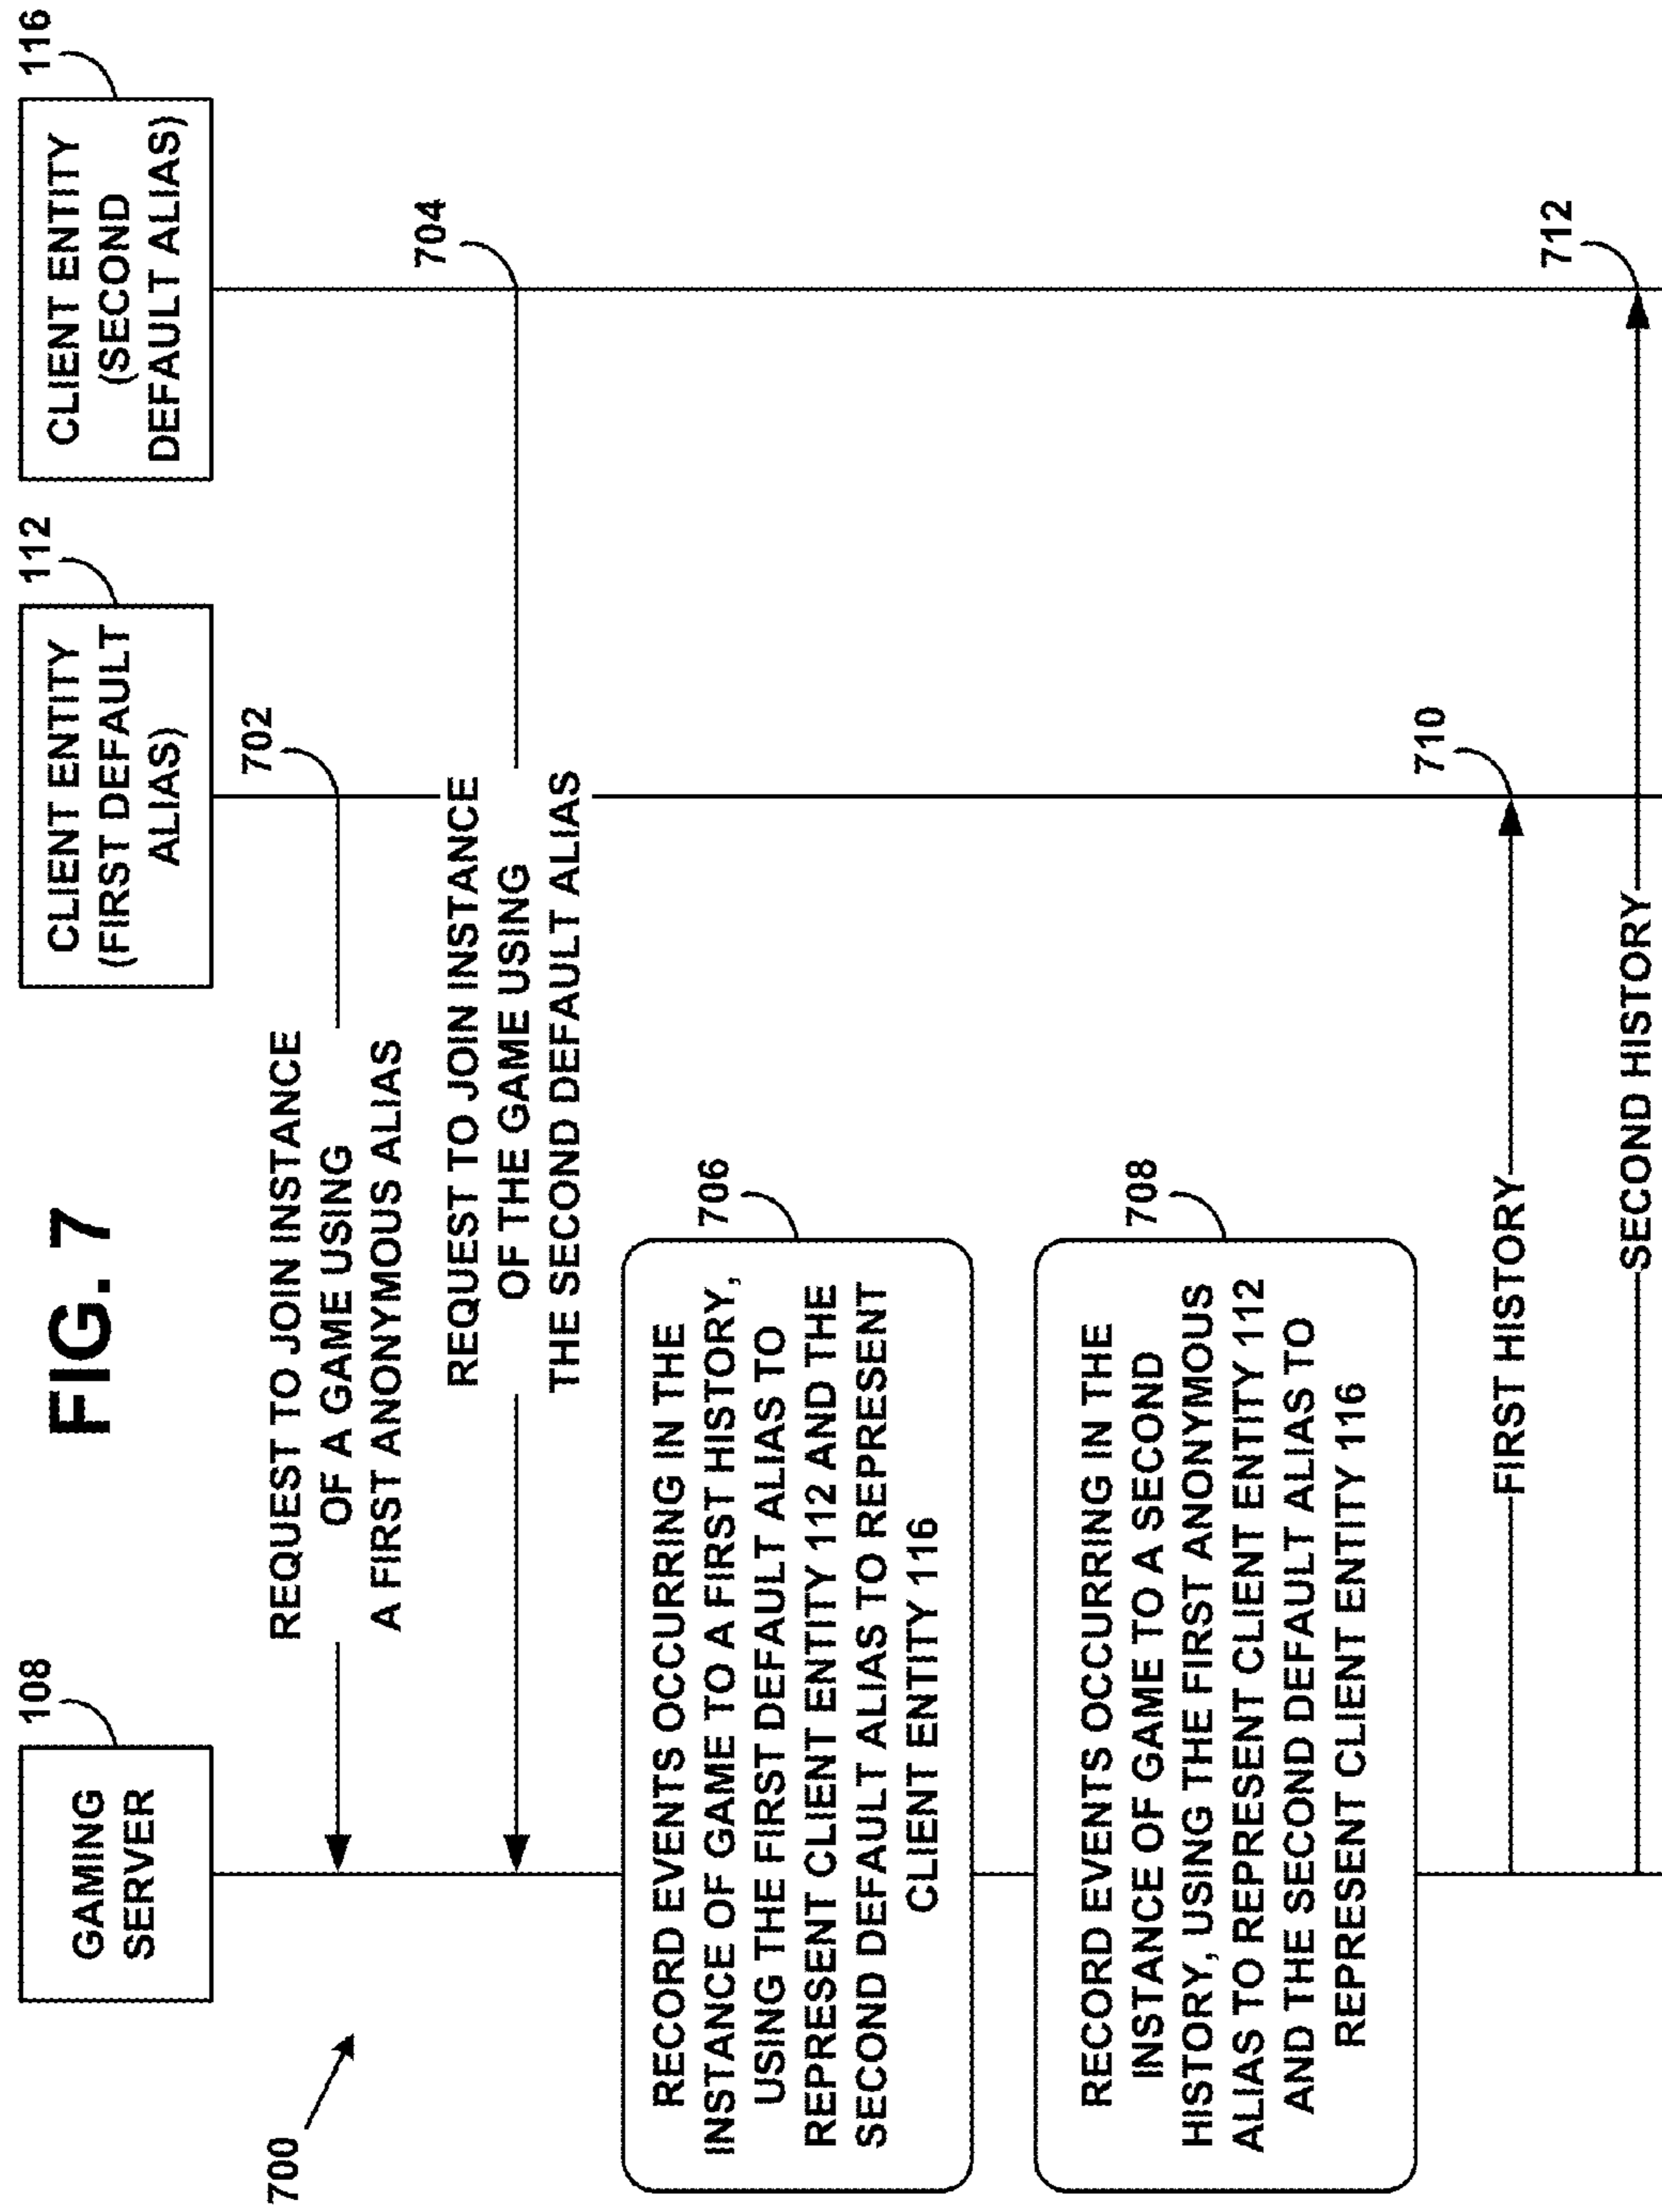 FIG. 7
700
GAMING
SERVER
108
CLIENT ENTITY
(FIRST DEFAULT
ALIAS)
112
CLIENT ENTITY
(SECOND
DEFAULT ALIAS)
116
REQUEST TO JOIN INSTANCE
OF A GAME USING
A FIRST ANONYMOUS ALIAS
702
REQUEST TO JOIN INSTANCE
OF THE GAME USING
THE SECOND DEFAULT ALIAS
704
RECORD EVENTS OCCURRING IN THE
INSTANCE OF GAME TO A FIRST HISTORY,
USING THE FIRST DEFAULT ALIAS TO
REPRESENT CLIENT ENTITY 112 AND THE
SECOND DEFAULT ALIAS TO REPRESENT
CLIENT ENTITY 116
706
RECORD EVENTS OCCURRING IN THE
INSTANCE OF GAME TO A SECOND
HISTORY, USING THE FIRST ANONYMOUS
ALIAS TO REPRESENT CLIENT ENTITY 112
AND THE SECOND DEFAULT ALIAS TO
REPRESENT CLIENT ENTITY 116
708
FIRST HISTORY
710
SECOND HISTORY
712